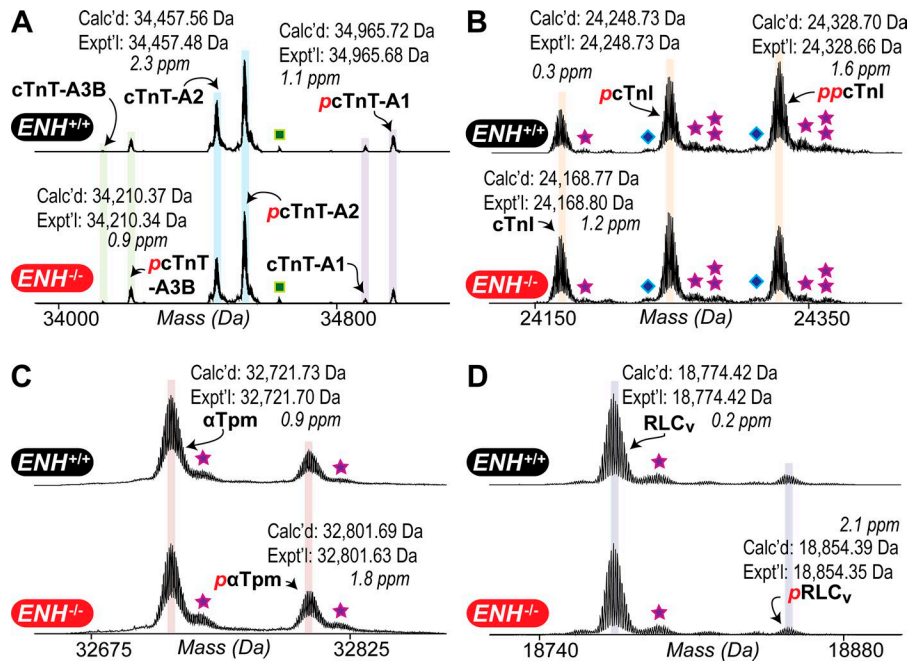 A
Calc'd: 34,457.56 Da
Expt'l: 34,457.48 Da
2.3 ppm
Calc'd: 34,965.72 Da
Expt'l: 34,965.68 Da
1.1 ppm
cTnT-A3B
cTnT-A2
pcTnT-A1
ENH+/+
Calc'd: 34,210.37 Da
Expt'l: 34,210.34 Da
0.9 ppm
pcTnT-A2
pcTnT
-A3B
cTnT-A1
ENH-/-
34000
Mass (Da)
34800
B
Calc'd: 24,248.73 Da
Expt'l: 24,248.73 Da
0.3 ppm
Calc'd: 24,328.70 Da
Expt'l: 24,328.66 Da
1.6 ppm
pcTnI
ppcTnI
ENH+/+
Calc'd: 24,168.77 Da
Expt'l: 24,168.80 Da
cTnI
1.2 ppm
ENH-/-
24150
Mass (Da)
24350
C
Calc'd: 32,721.73 Da
Expt'l: 32,721.70 Da
αTpm
0.9 ppm
ENH+/+
Calc'd: 32,801.69 Da
Expt'l: 32,801.63 Da
pαTpm
1.8 ppm
ENH-/-
32675
Mass (Da)
32825
D
Calc'd: 18,774.42 Da
Expt'l: 18,774.42 Da
RLCv
0.2 ppm
ENH+/+
2.1 ppm
Calc'd: 18,854.39 Da
Expt'l: 18,854.35 Da
pRLCv
ENH-/-
18740
Mass (Da)
18880